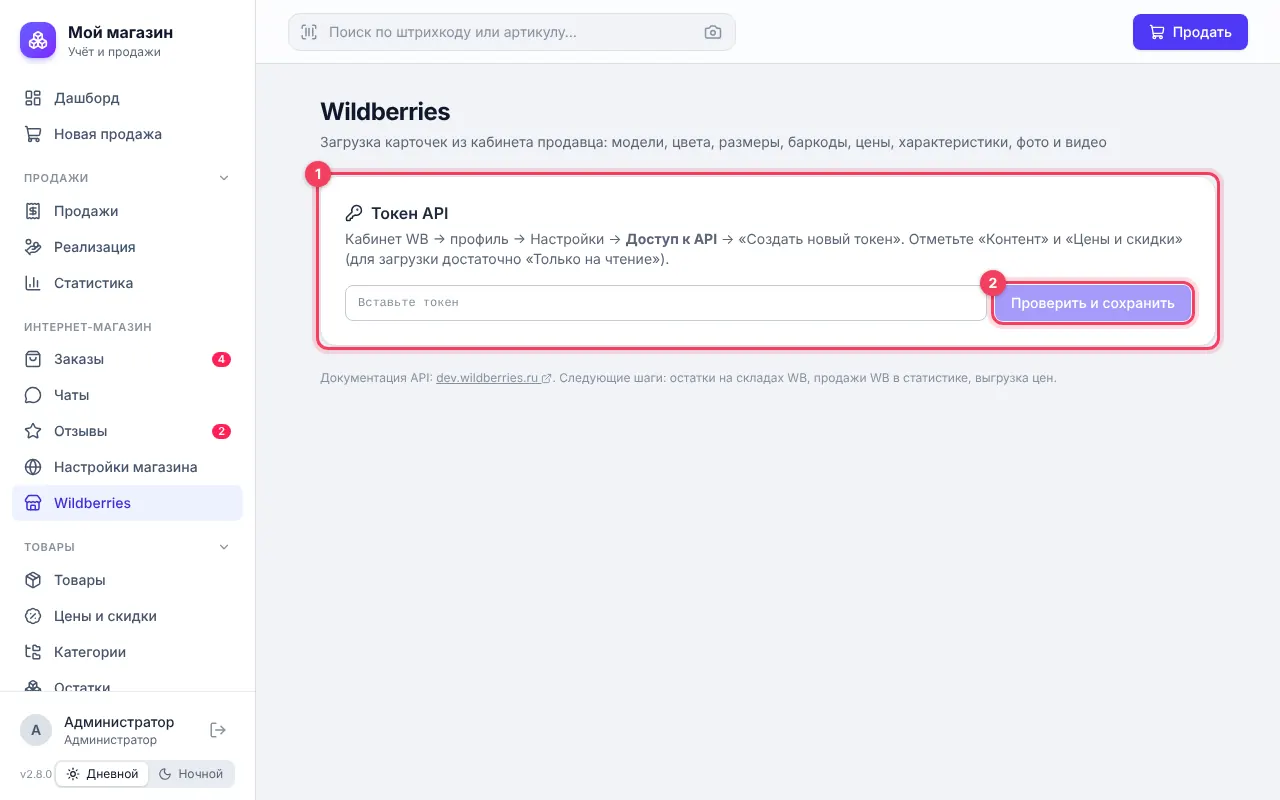 Мой магазин
Учёт и продажи
Дашборд
Новая продажа
ПРОДАЖИ
Продажи
Реализация
Статистика
ИНТЕРНЕТ-МАГАЗИН
Заказы 4
Чаты
Отзывы 2
Настройки магазина
Wildberries
ТОВАРЫ
Товары
Цены и скидки
Категории
Остатки
А Администратор
Администратор
v2.8.0 Дневной Ночной
Поиск по штрихкоду или артикулу...
Продать
Wildberries
Загрузка карточек из кабинета продавца: модели, цвета, размеры, баркоды, цены, характеристики, фото и видео
1
Токен API
Кабинет WB → профиль → Настройки → Доступ к API → «Создать новый токен». Отметьте «Контент» и «Цены и скидки»
(для загрузки достаточно «Только на чтение»).
2
Вставьте токен
Проверить и сохранить
Документация API: dev.wildberries.ru. Следующие шаги: остатки на складах WB, продажи WB в статистике, выгрузка цен.